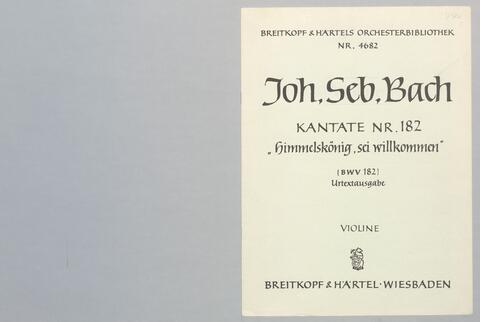 BREITKOPF & HÄRTELS ORCHESTERBIBLIOTHEK
NR. 4682
Joh. Seb. Bach
KANTATE NR. 182
„Himmelskönig, sei willkommen“
(BWV 182)
Urtextausgabe
VIOLINE
BREITKOPF & HÄRTEL · WIESBADEN